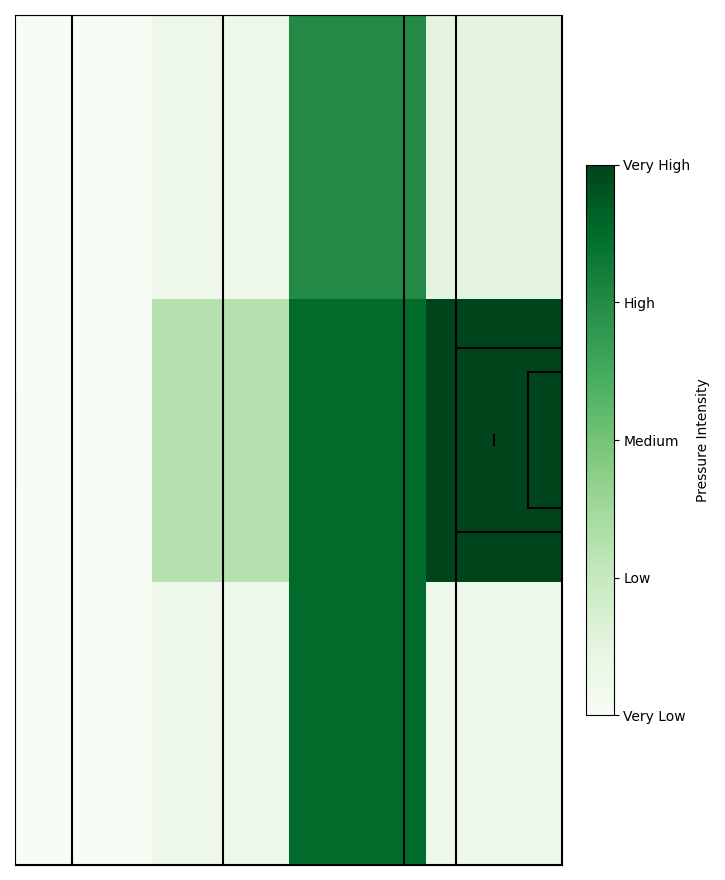 Very High
High
Medium
Low
Very Low
Pressure Intensity